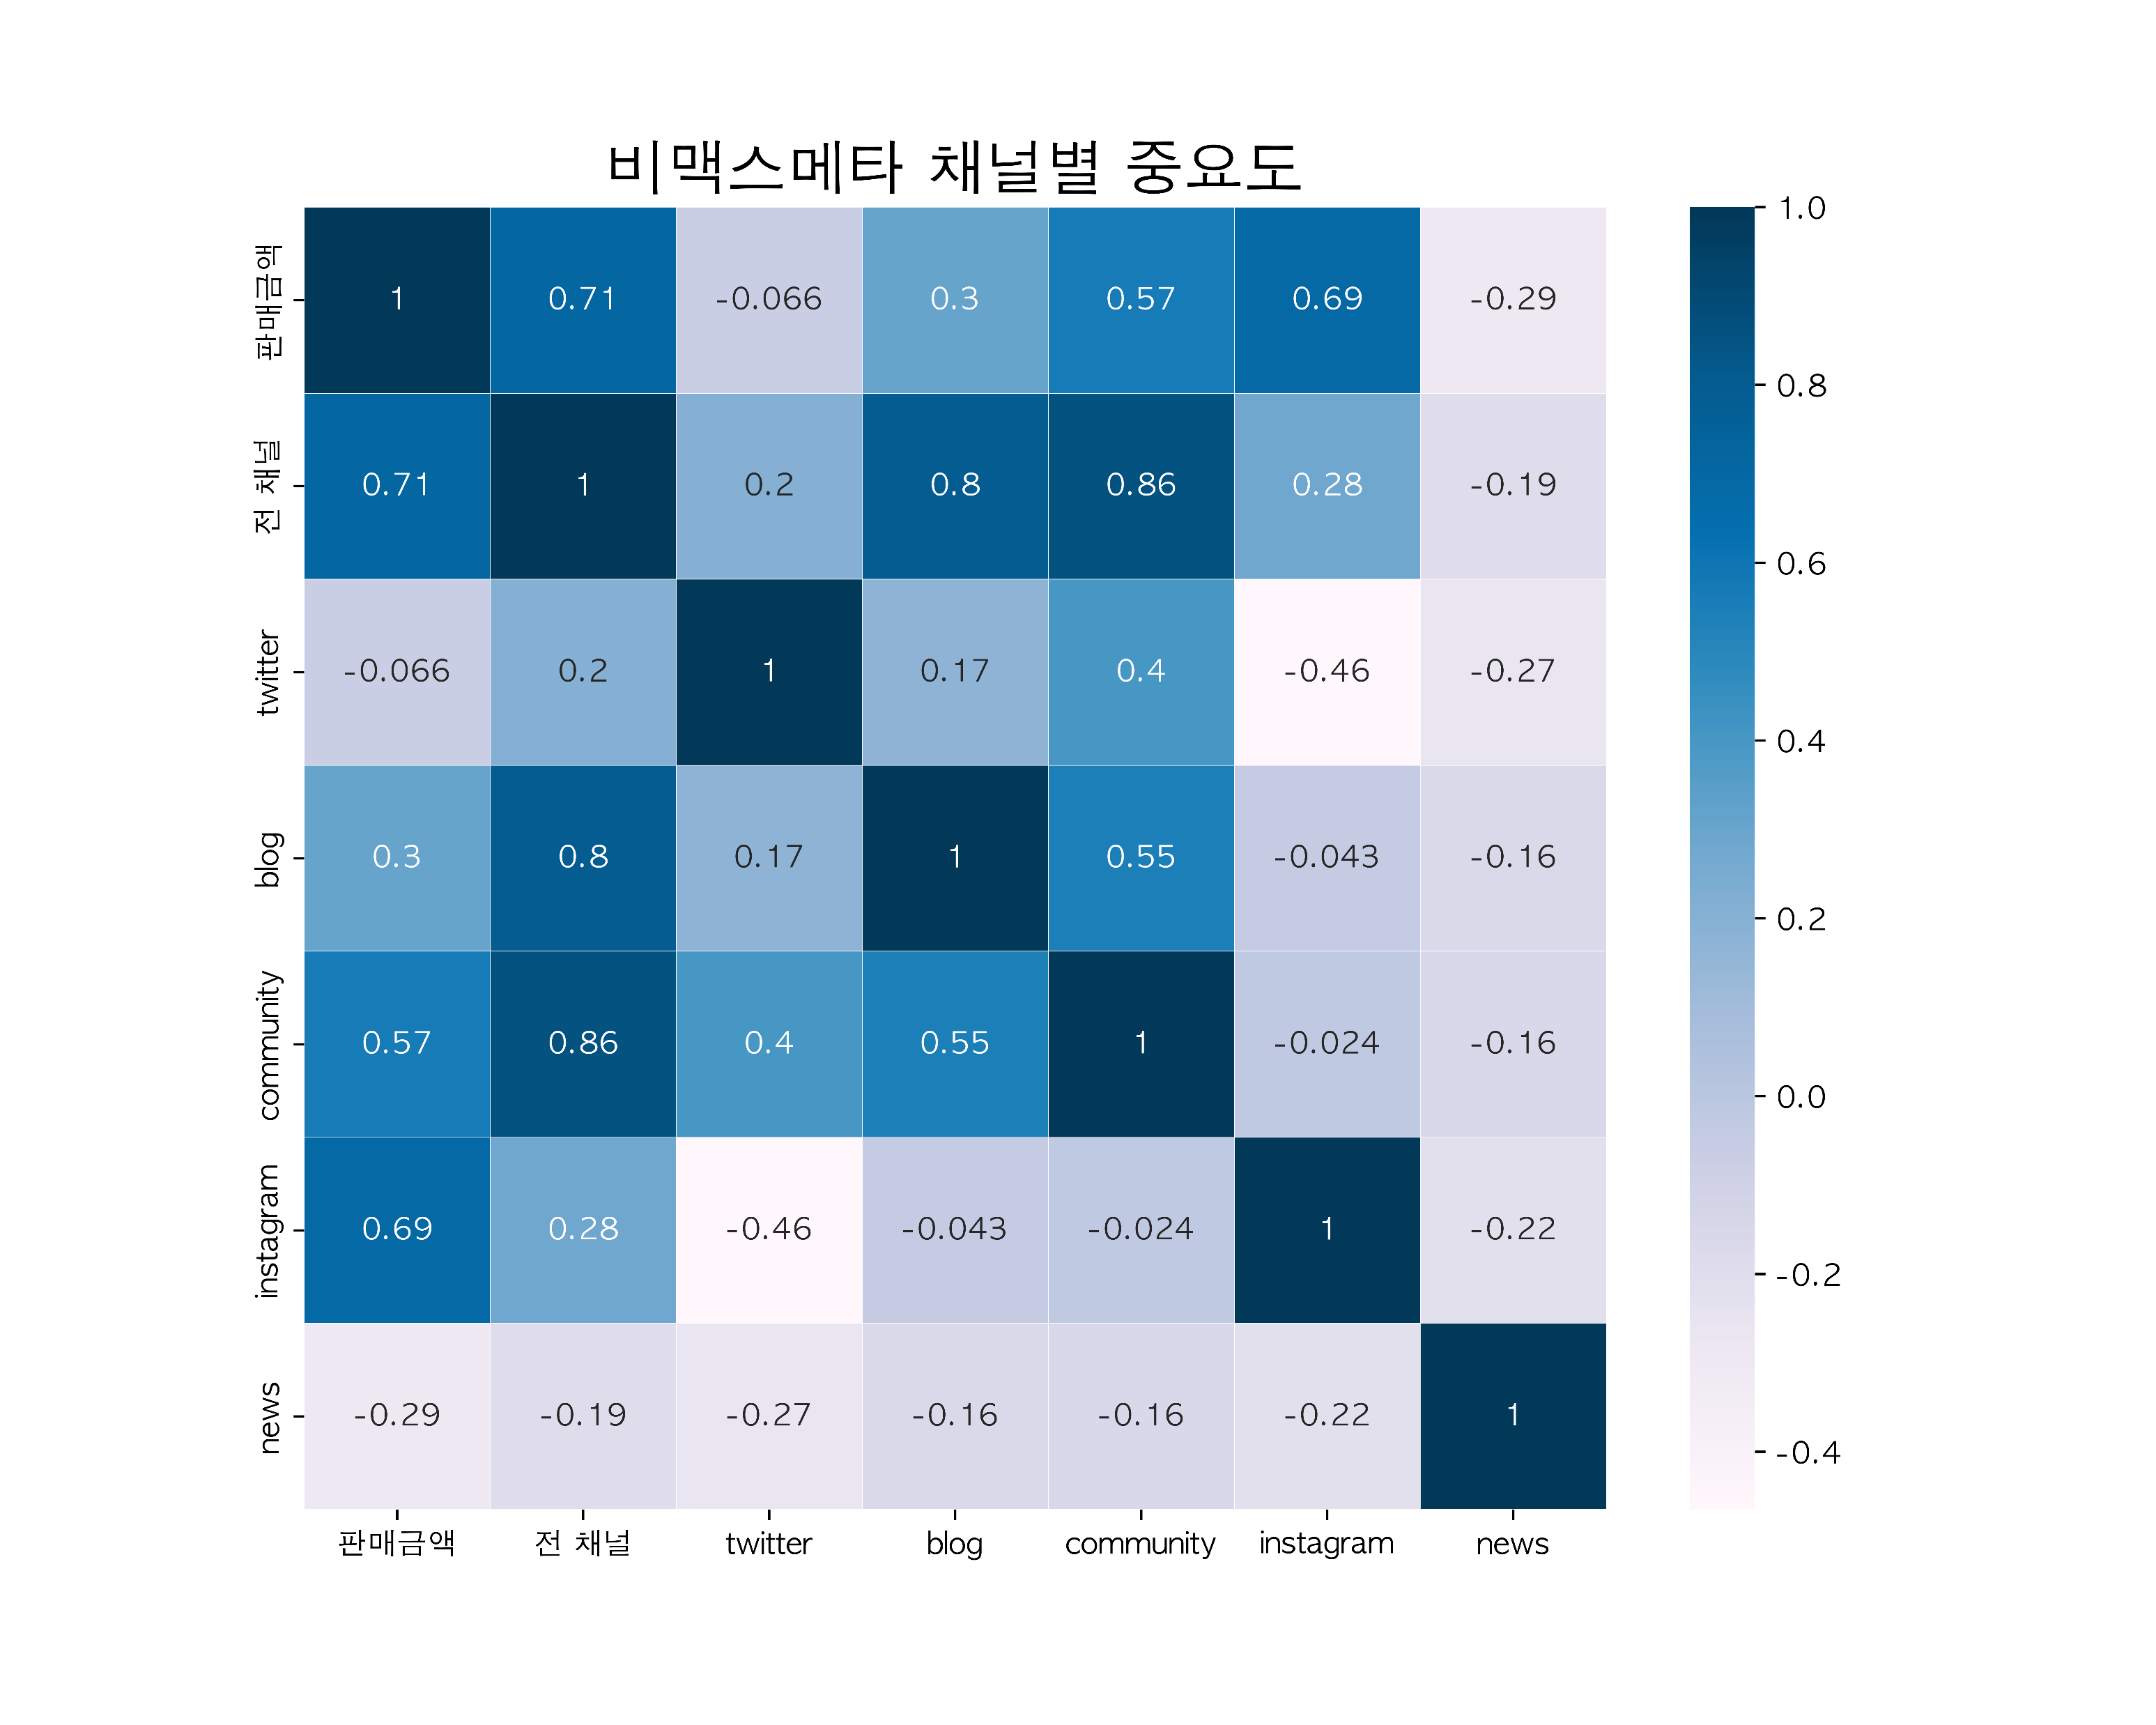 비맥스메타 채널별 중요도
판매금액 1 0.71 -0.066 0.3 0.57 0.69 -0.29
전 채널 0.71 1 0.2 0.8 0.86 0.28 -0.19
twitter -0.066 0.2 1 0.17 0.4 -0.46 -0.27
blog 0.3 0.8 0.17 1 0.55 -0.043 -0.16
community 0.57 0.86 0.4 0.55 1 -0.024 -0.16
instagram 0.69 0.28 -0.46 -0.043 -0.024 1 -0.22
news -0.29 -0.19 -0.27 -0.16 -0.16 -0.22 1
판매금액 전 채널 twitter blog community instagram news
1.0
0.8
0.6
0.4
0.2
0.0
-0.2
-0.4